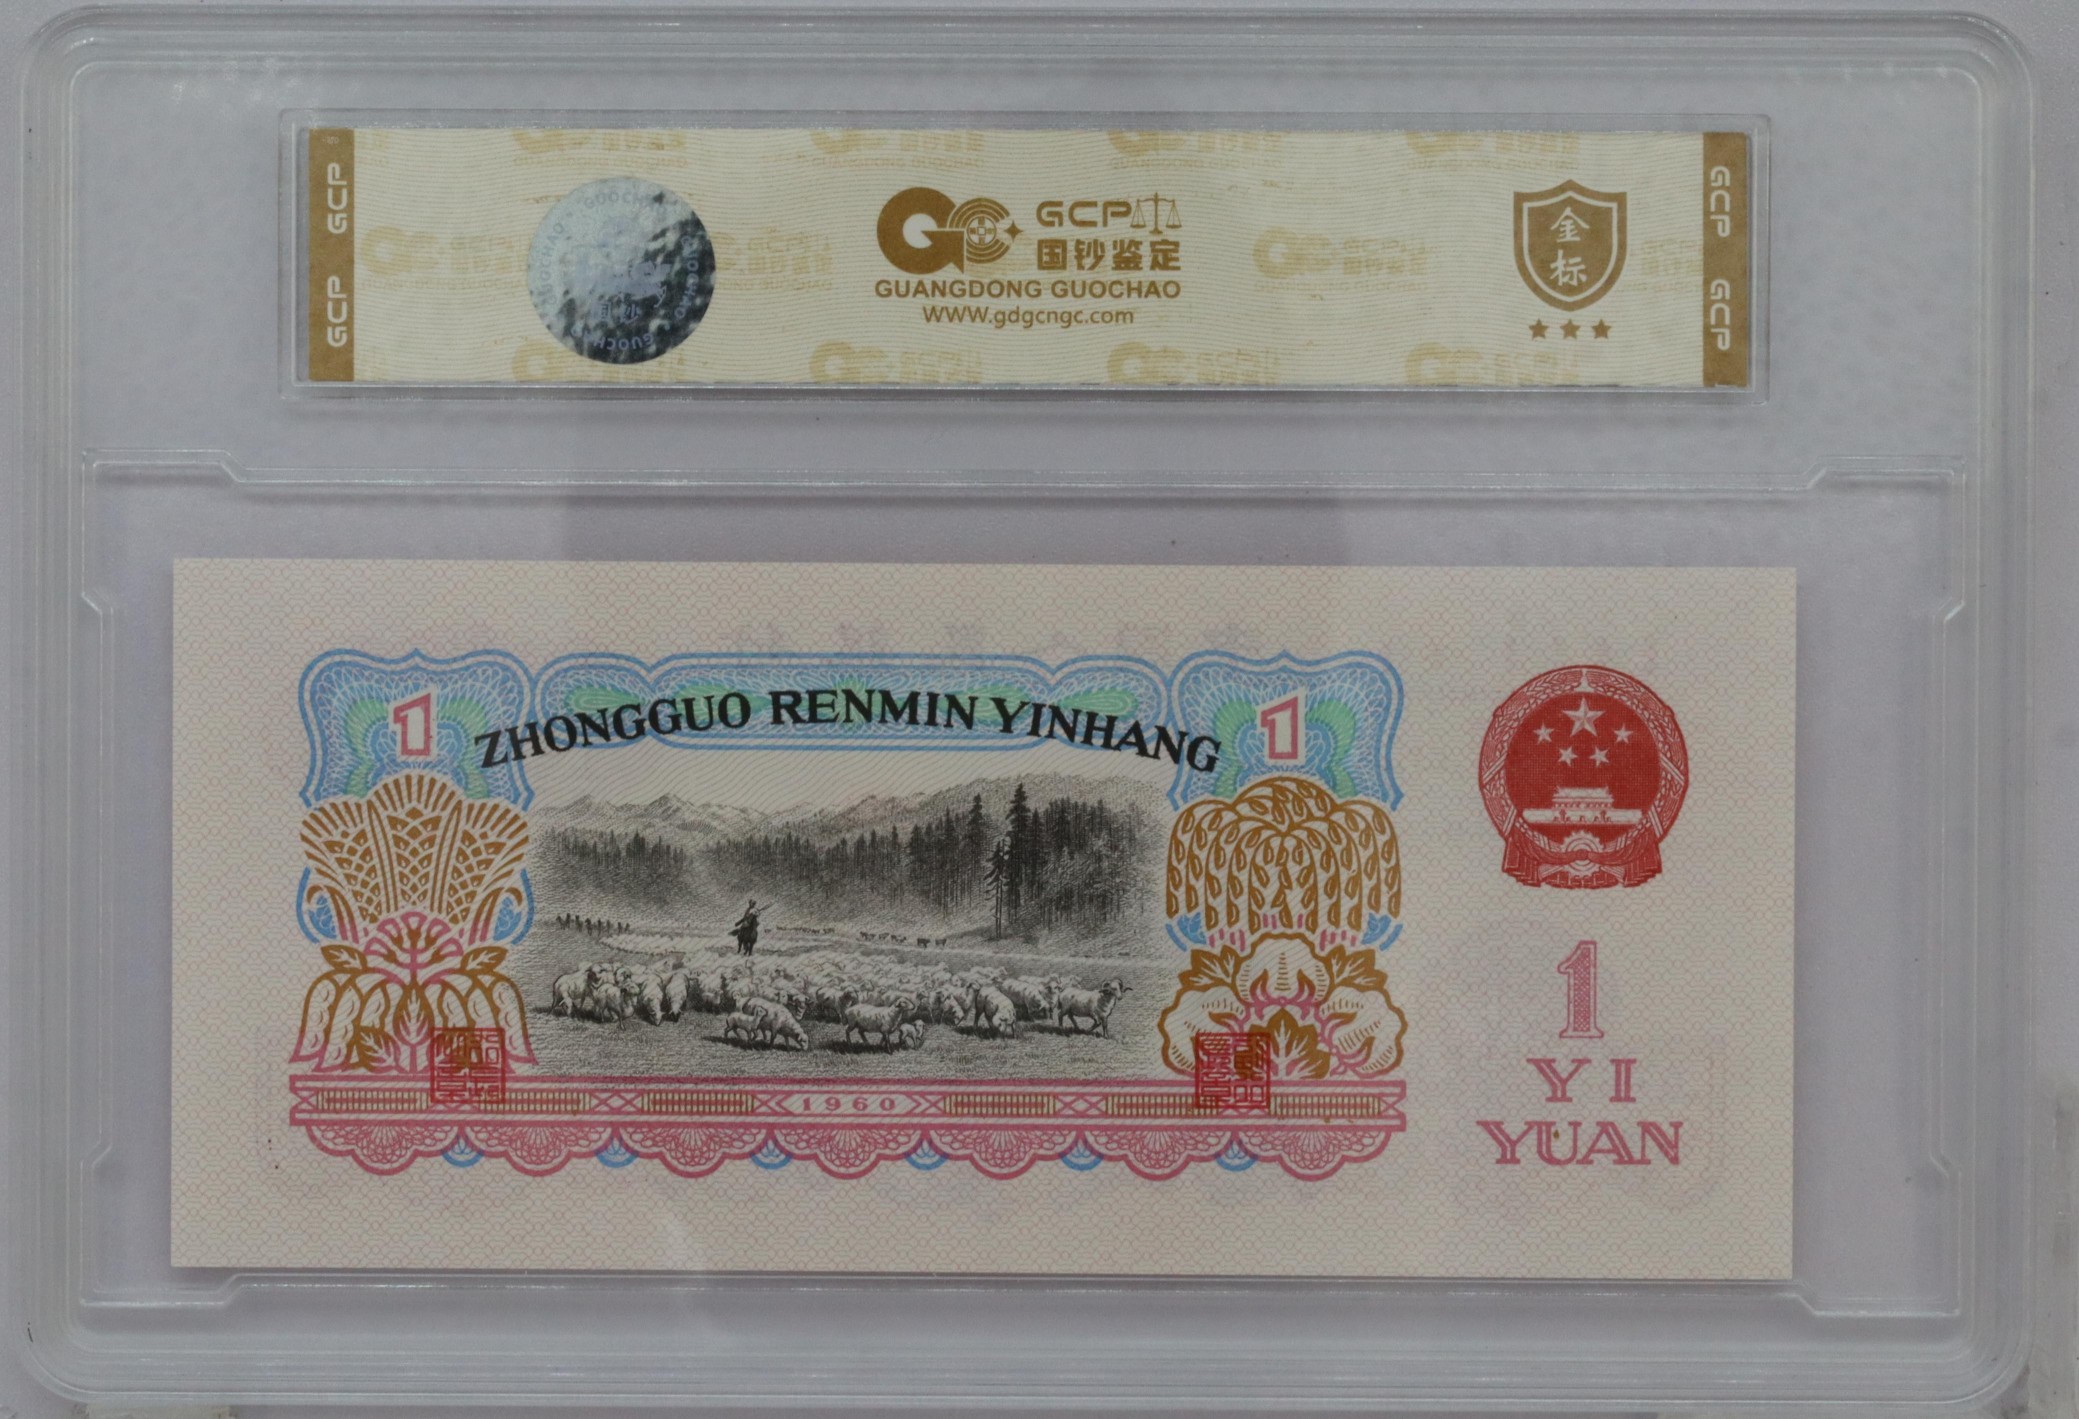 GCP GCP
GCP
国钞鉴定
GUANGDONG GUOCHAO
www.gdgcngc.com
金
标
GCP GCP
1
ZHONGGUO RENMIN YINHANG
1
1960
1
YI
YUAN